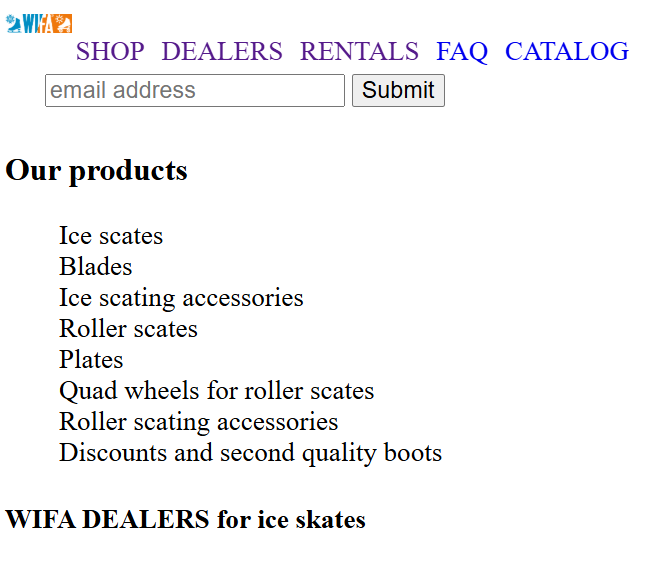 WIFA
SHOP DEALERS RENTALS FAQ CATALOG
email address Submit
Our products
Ice scates
Blades
Ice scating accessories
Roller scates
Plates
Quad wheels for roller scates
Roller scating accessories
Discounts and second quality boots
WIFA DEALERS for ice skates